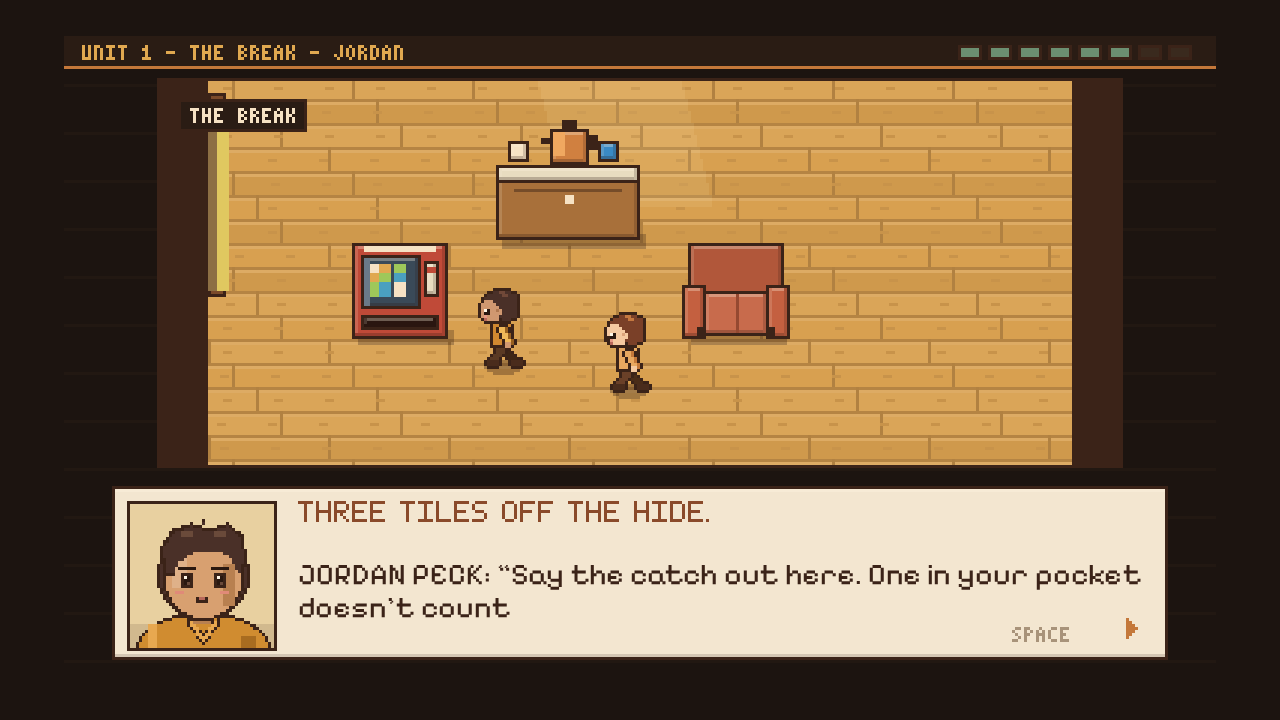 UNIT 1 - THE BREAK - JORDAN
THE BREAK
THREE TILES OFF THE HIDE.
JORDAN PECK: “Say the catch out here. One in your pocket
doesn’t count
SPACE